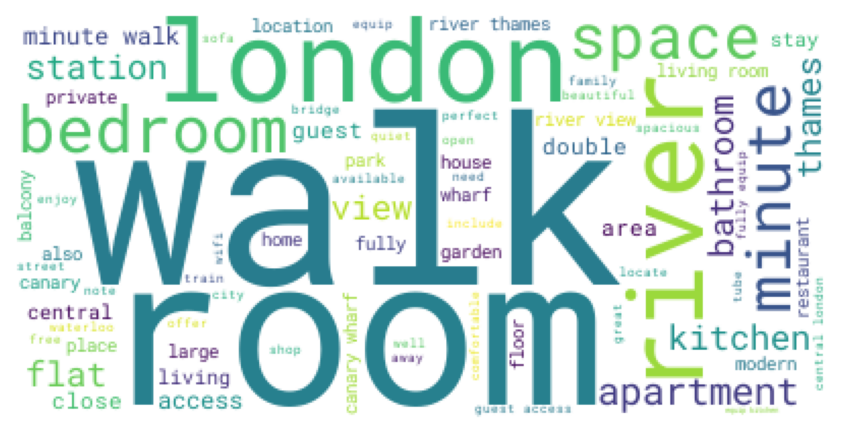 minute walk
sofa
location
equip
river thames
london
space
stay
station
private
family
beautiful
living room
bedroom
bridge
guest
quiet
perfect
open
river view
spacious
double
thames
walk
park
available
view
house
need
wharf
include
garden
fully
home
wifi
train
city
balcony
enjoy
also
street
canary
note
area
locate
river
bathroom
fully equip
minute
restaurant
tube
central london
room
central
waterloo
free
place
offer
large
living
access
flat
close
shop
canary wharf
well
away
comfortable
floor
great
kitchen
modern
apartment
guest access
equip kitchen